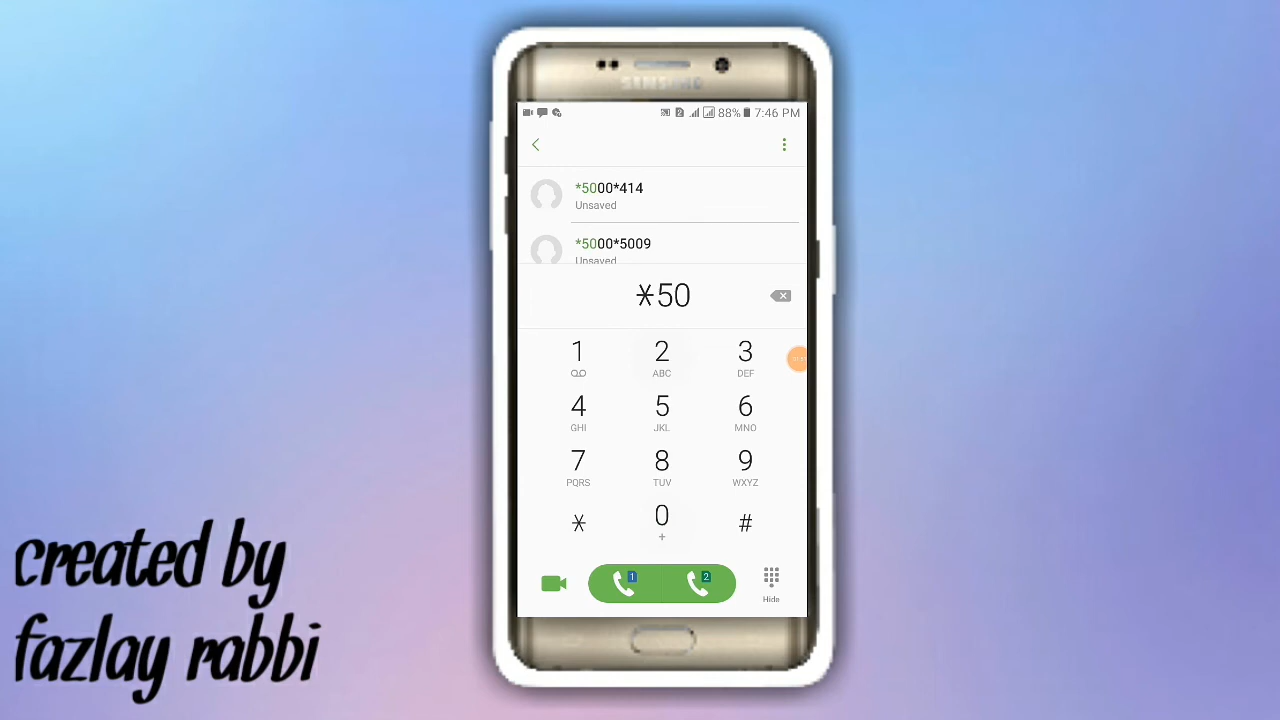 SAMSUNG
88% 7:46 PM
*5000*414
Unsaved
*5000*5009
Unsaved
*50
1
2 ABC
3 DEF
4 GHI
5 JKL
6 MNO
7 PQRS
8 TUV
9 WXYZ
*
0 +
#
1
2
Hide
created by
fazlay rabbi